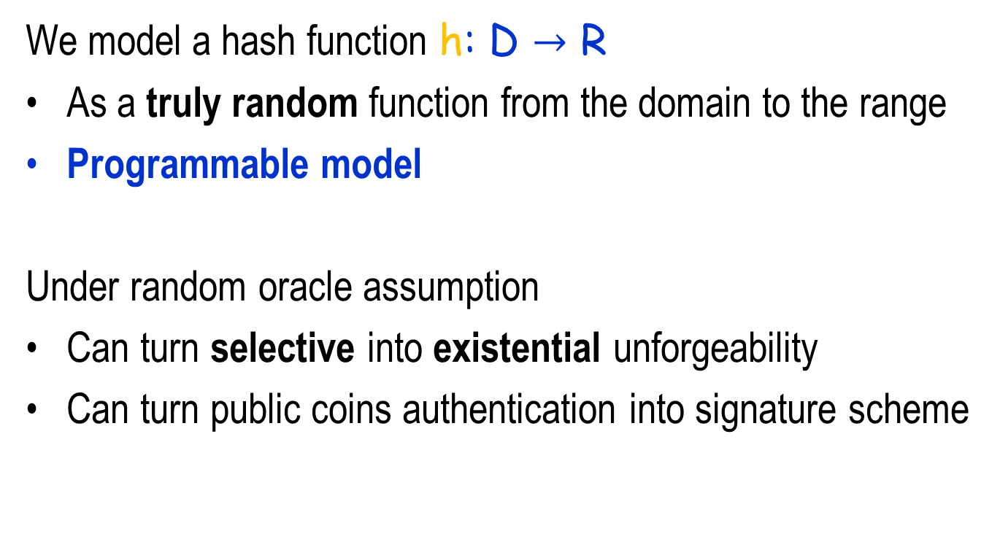 We model a hash function h: D → R
• As a truly random function from the domain to the range
• Programmable model
Under random oracle assumption
• Can turn selective into existential unforgeability
• Can turn public coins authentication into signature scheme